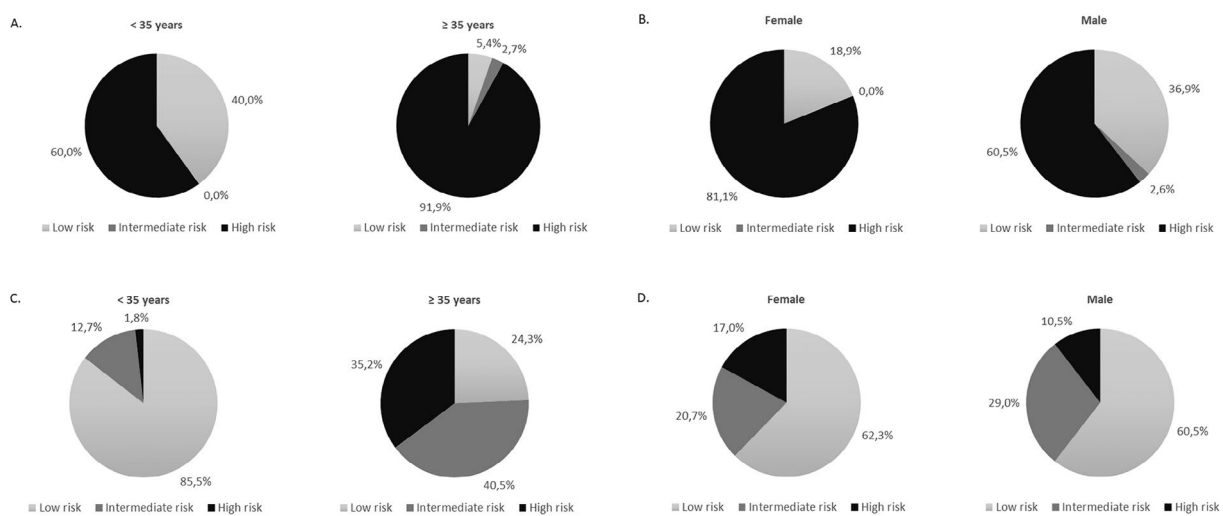 A.
< 35 years
40,0%
60,0%
0,0%
Low risk Intermediate risk High risk
≥ 35 years
5,4%
2,7%
91,9%
Low risk Intermediate risk High risk
B.
Female
18,9%
0,0%
81,1%
Low risk Intermediate risk High risk
Male
36,9%
60,5%
2,6%
Low risk Intermediate risk High risk
C.
< 35 years
1,8%
12,7%
85,5%
Low risk Intermediate risk High risk
≥ 35 years
24,3%
35,2%
40,5%
Low risk Intermediate risk High risk
D.
Female
17,0%
20,7%
62,3%
Low risk Intermediate risk High risk
Male
10,5%
29,0%
60,5%
Low risk Intermediate risk High risk